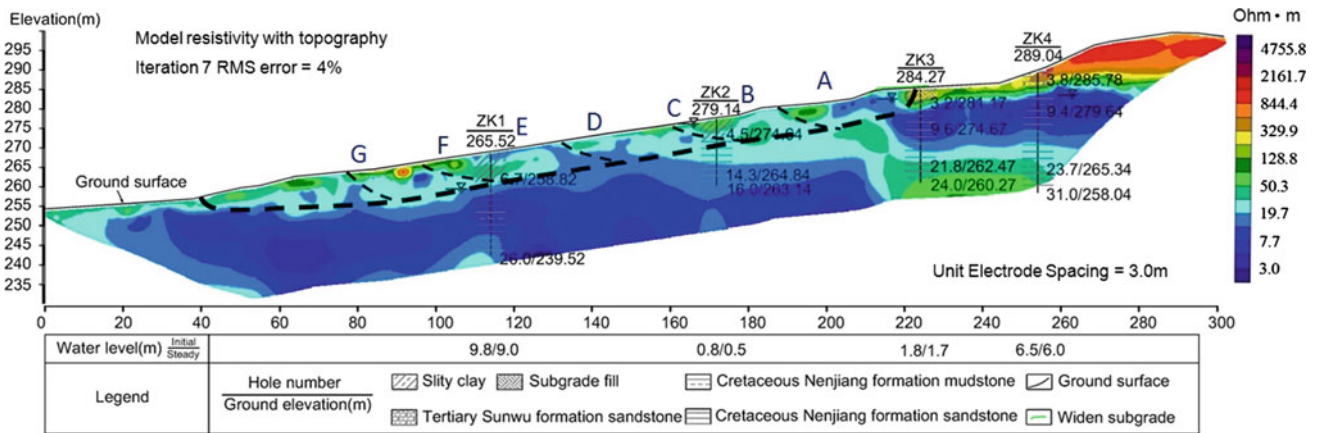 Elevation(m)
Model resistivity with topography
Iteration 7 RMS error = 4%
Ohm·m
295
290
285
280
275
270
265
260
255
250
245
240
235
Ground surface
G
F
ZK1
265.52
E
D
C
ZK2
279.14
B
A
ZK3
284.27
ZK4
289.04
6.7/258.82
26.0/239.52
4.5/274.64
14.3/264.84
16.0/263.14
3.2/281.17
9.6/274.67
21.8/262.47
24.0/260.27
3.8/285.78
9.4/279.64
23.7/265.34
31.0/258.04
4755.8
2161.7
844.4
329.9
128.8
50.3
19.7
7.7
3.0
Unit Electrode Spacing = 3.0m
0 20 40 60 80 100 120 140 160 180 200 220 240 260 280 300
Water level(m) Initial
Steady
9.8/9.0 0.8/0.5 1.8/1.7 6.5/6.0
Legend
Hole number
Ground elevation(m)
Slity clay Subgrade fill Cretaceous Nenjiang formation mudstone Ground surface
Tertiary Sunwu formation sandstone Cretaceous Nenjiang formation sandstone Widen subgrade